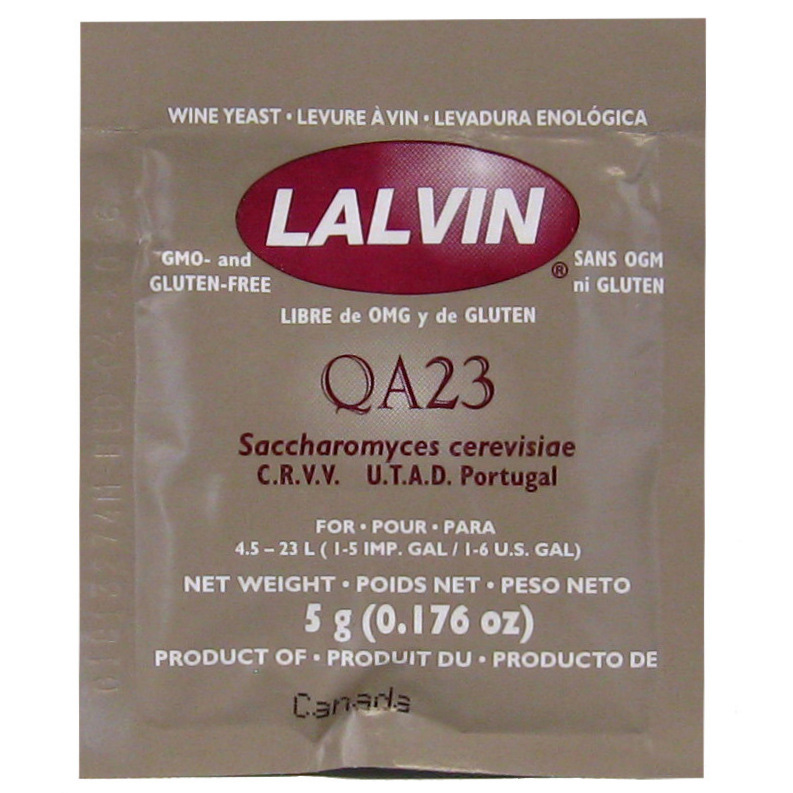 WINE YEAST • LEVURE À VIN • LEVADURA ENOLÓGICA
LALVIN
®
GMO- and
GLUTEN-FREE
SANS OGM
ni GLUTEN
LIBRE de OMG y de GLUTEN
QA23
Saccharomyces cerevisiae
C.R.V.V. U.T.A.D. Portugal
FOR • POUR • PARA
4.5 – 23 L ( 1-5 IMP. GAL / 1-6 U.S. GAL)
NET WEIGHT • POIDS NET • PESO NETO
5 g (0.176 oz)
PRODUCT OF • PRODUIT DU • PRODUCTO DE
Canada